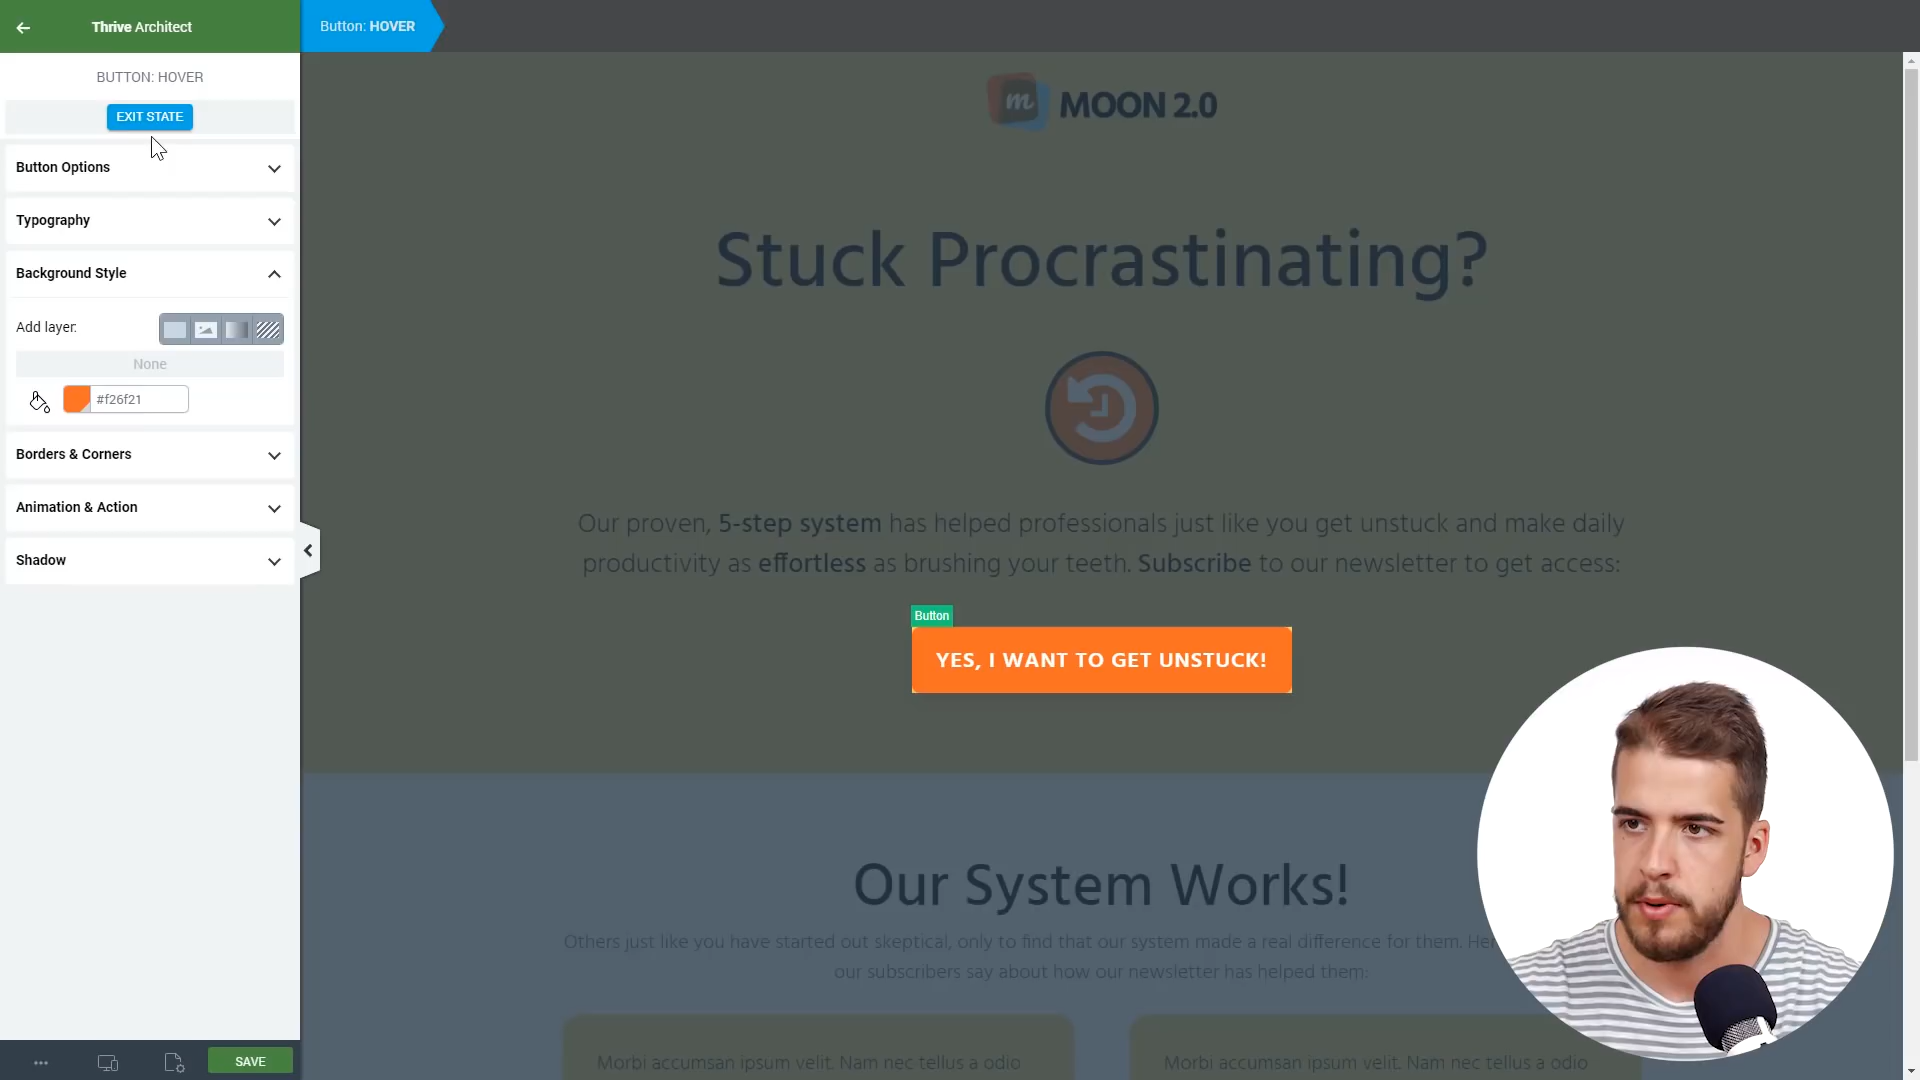 Thrive Architect
Button: HOVER
BUTTON: HOVER
EXIT STATE
Button Options
Typography
Background Style
Add layer:
None
#f26f21
Borders & Corners
Animation & Action
Shadow
SAVE
m MOON 2.0
Stuck Procrastinating?
Our proven, 5-step system has helped professionals just like you get unstuck and make daily
productivity as effortless as brushing your teeth. Subscribe to our newsletter to get access:
Button
YES, I WANT TO GET UNSTUCK!
Our System Works!
Others just like you have started out skeptical, only to find that our system made a real difference for them.
our subscribers say about how our newsletter has helped them:
Morbi accumsan ipsum velit. Nam nec tellus a odio
Morbi accumsan ipsum velit. Nam nec tellus a odio